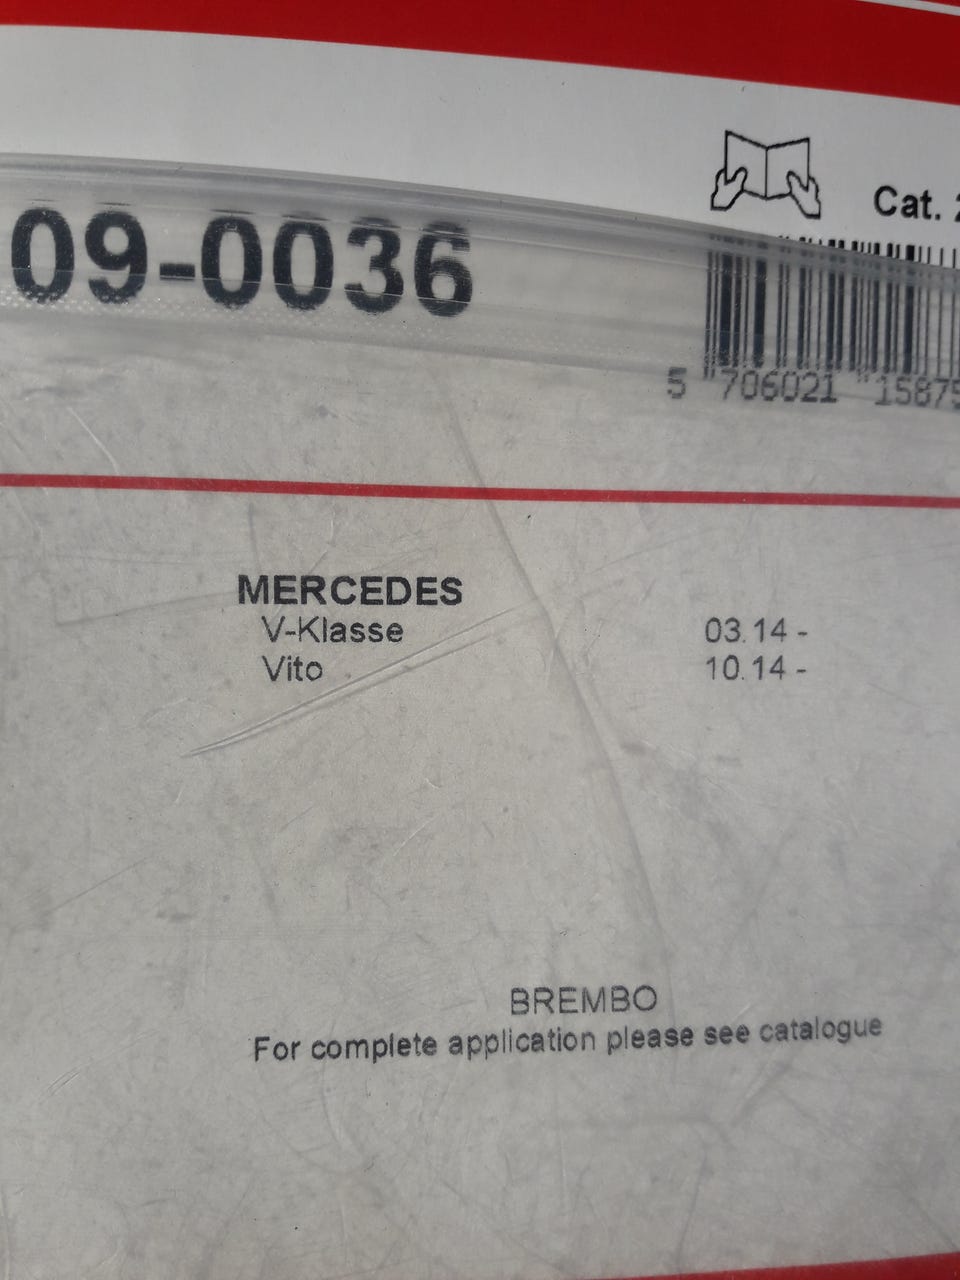 Cat.
09-0036
5 706021 15875
MERCEDES
V-Klasse 03.14 -
Vito 10.14 -
BREMBO
For complete application please see catalogue